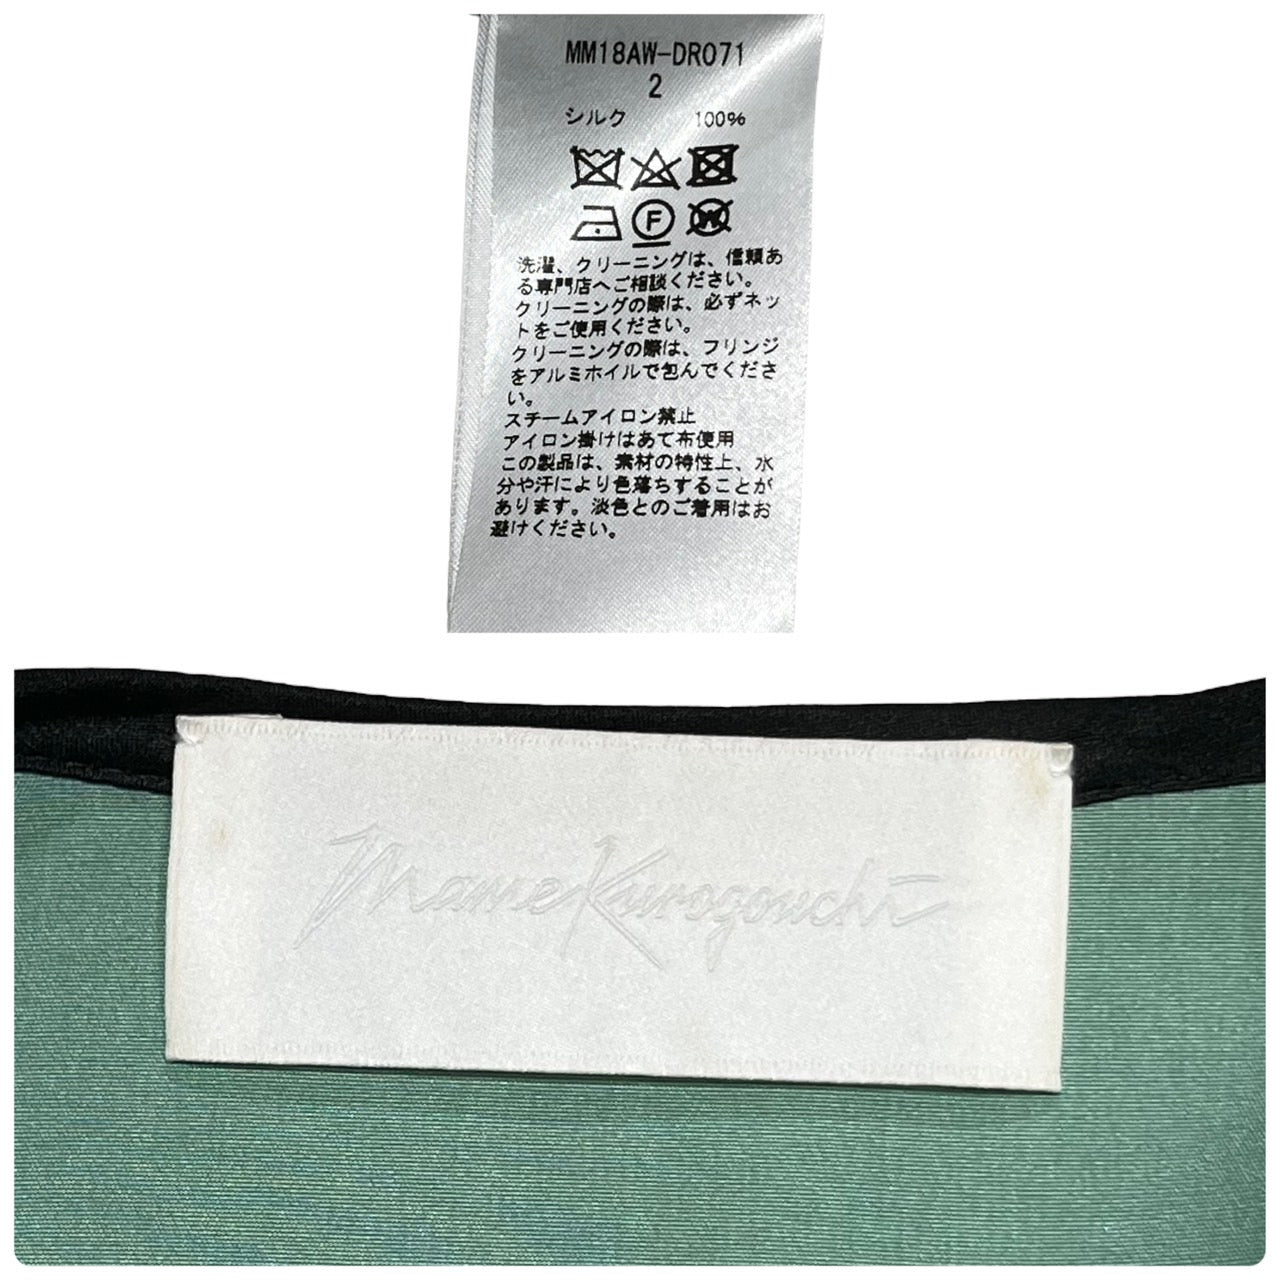 MM18AW-DR071
2
シルク 100%
F
W
洗濯、クリーニングは、信頼あ
る専門店へご相談ください。
クリーニングの際は、必ずネッ
トをご使用ください。
クリーニングの際は、フリンジ
をアルミホイルで包んでくださ
い。
スチームアイロン禁止
アイロン掛けはあて布使用
この製品は、素材の特性上、水
分や汗により色落ちすることが
あります。淡色とのご着用はお
避けください。
Mame Kurogouchi